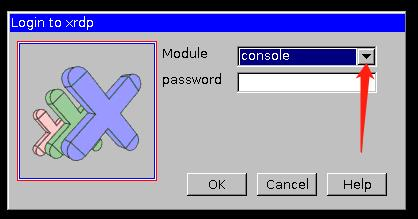 Login to xrdp
Module
console
password
OK
Cancel
Help